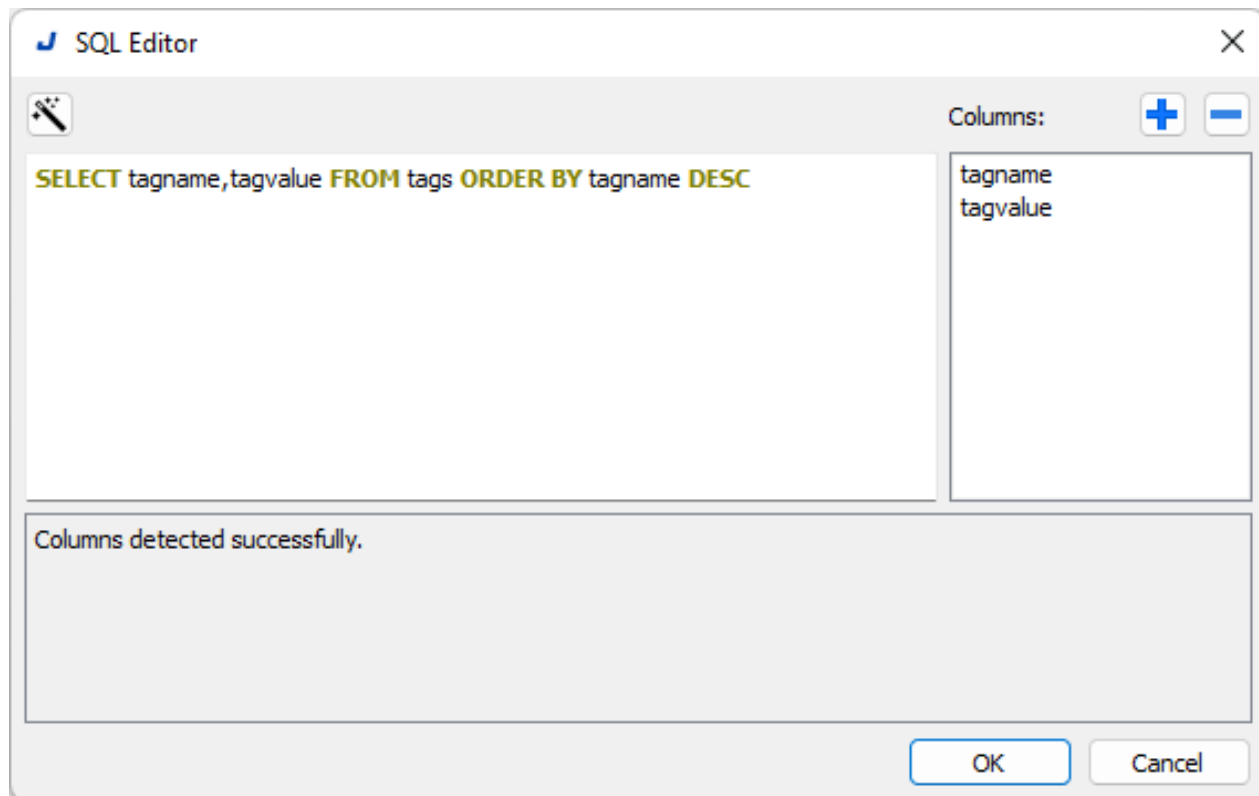 SQL Editor
Columns:
SELECT tagname,tagvalue FROM tags ORDER BY tagname DESC
tagname
tagvalue
Columns detected successfully.
OK
Cancel